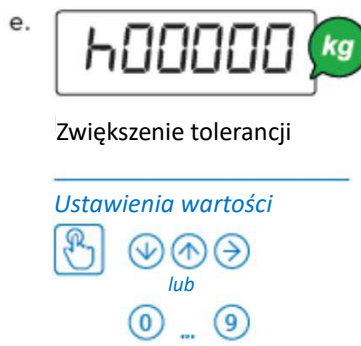 e.
h00000 kg
Zwiększenie tolerancji
Ustawienia wartości
lub
0 ... 9